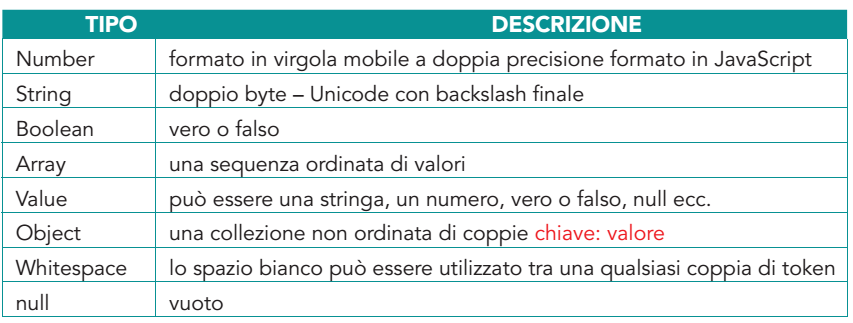 TIPO DESCRIZIONE
Number formato in virgola mobile a doppia precisione formato in JavaScript
String doppio byte – Unicode con backslash finale
Boolean vero o falso
Array una sequenza ordinata di valori
Value può essere una stringa, un numero, vero o falso, null ecc.
Object una collezione non ordinata di coppie chiave: valore
Whitespace lo spazio bianco può essere utilizzato tra una qualsiasi coppia di token
null vuoto